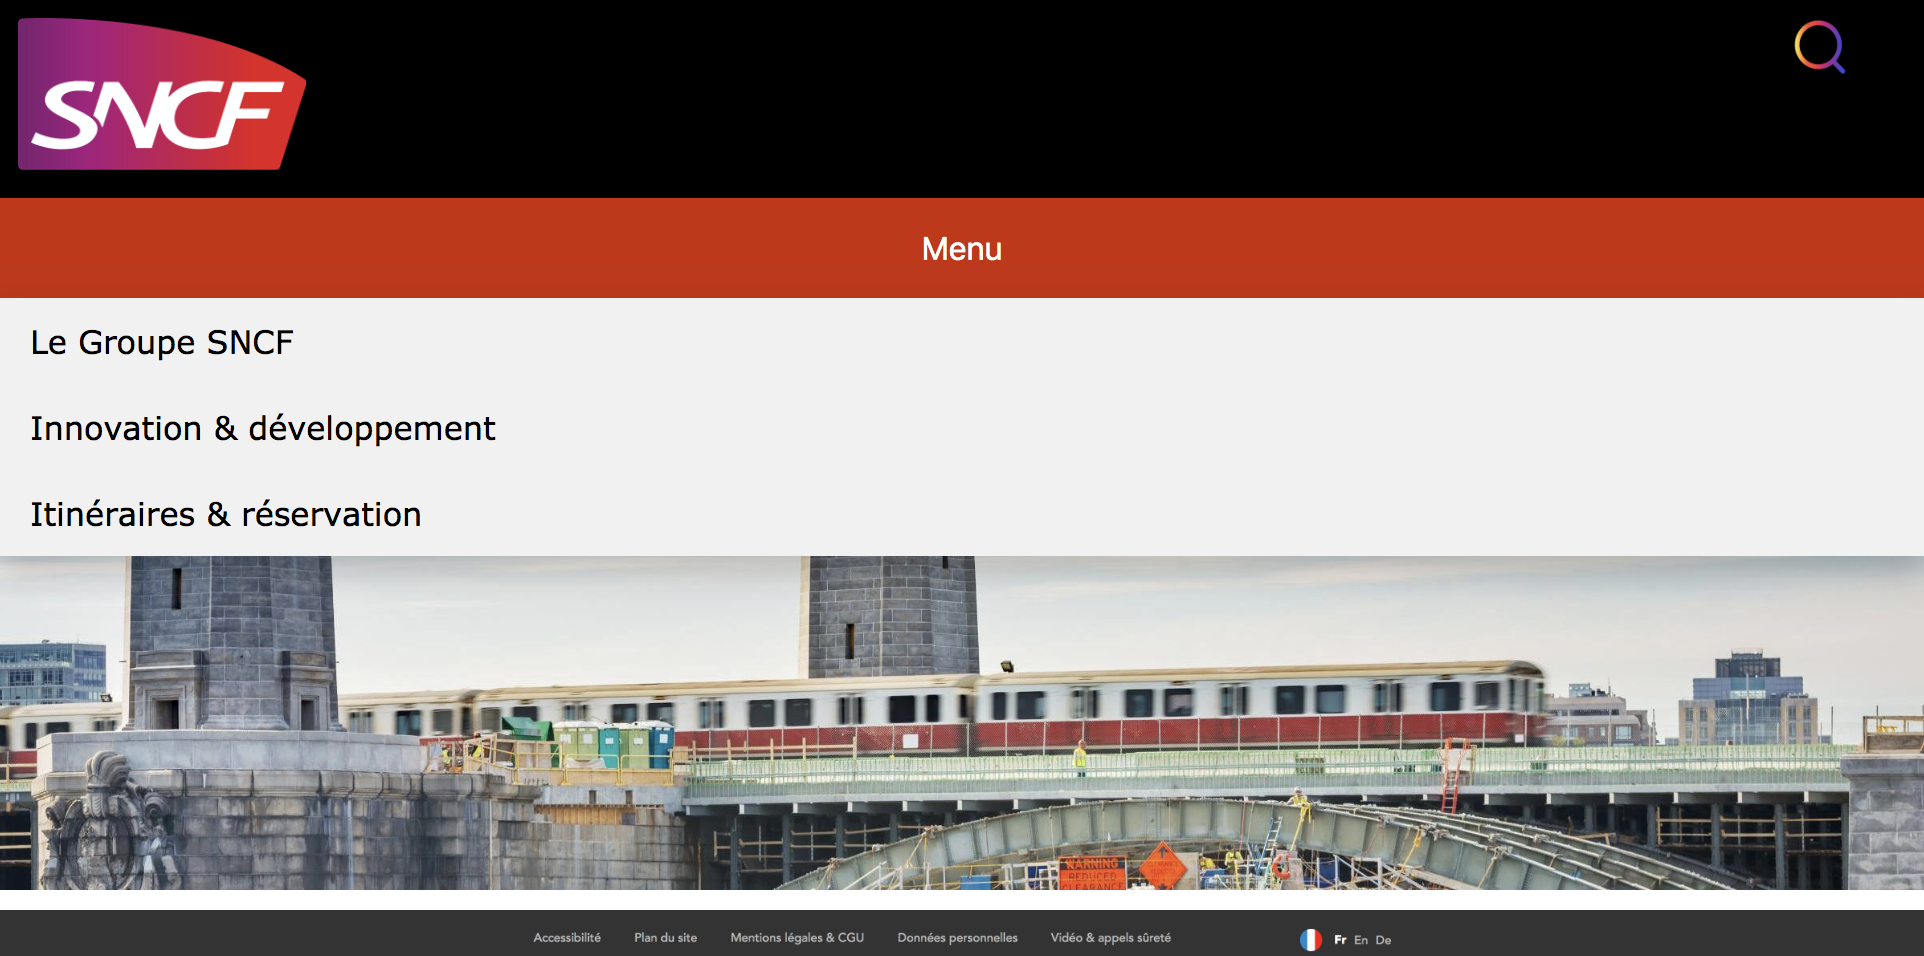 SNCF
Menu
Le Groupe SNCF
Innovation & développement
Itinéraires & réservation
WARNING
REDUCED
CLEARANCE
Accessibilité Plan du site Mentions légales & CGU Données personnelles Vidéo & appels sûreté Fr En De